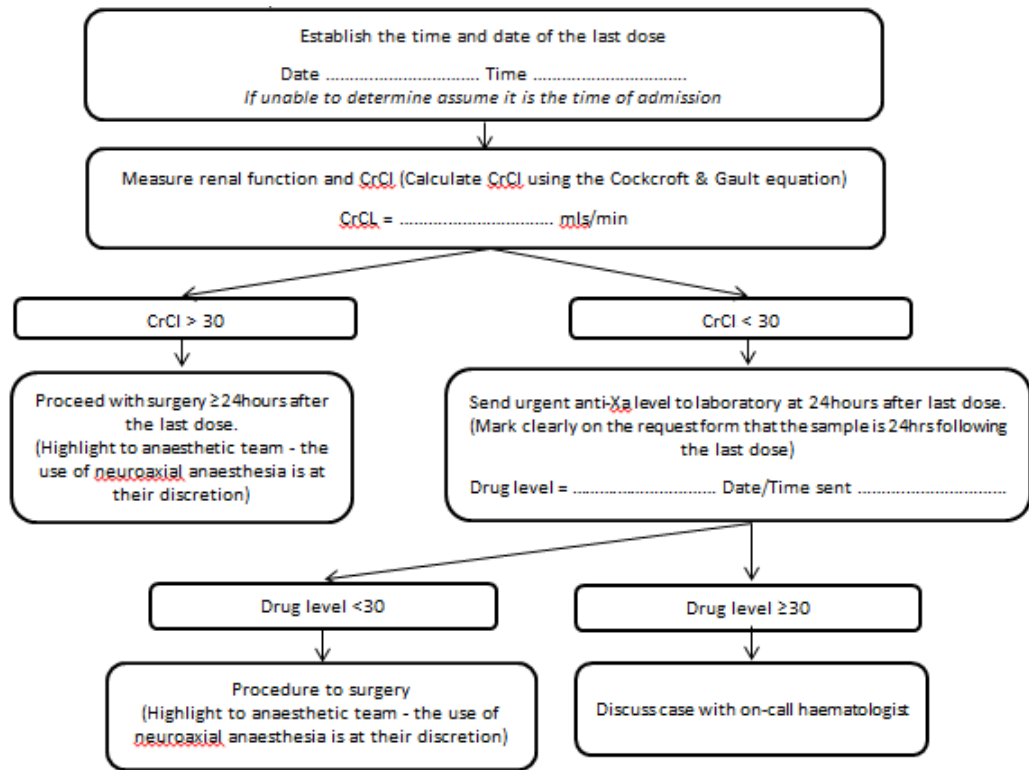 Establish the time and date of the last dose
Date ................................. Time .................................
If unable to determine assume it is the time of admission
Measure renal function and CrCl (Calculate CrCl using the Cockcroft & Gault equation)
CrCL = ................................. mls/min
CrCl > 30
CrCl < 30
Proceed with surgery ≥24hours after
the last dose.
(Highlight to anaesthetic team - the
use of neuroaxial anaesthesia is at
their discretion)
Send urgent anti-Xa level to laboratory at 24hours after last dose.
(Mark clearly on the request form that the sample is 24hrs following
the last dose)
Drug level = ................................. Date/Time sent .................................
Drug level <30
Drug level ≥30
Procedure to surgery
(Highlight to anaesthetic team - the use of
neuroaxial anaesthesia is at their discretion)
Discuss case with on-call haematologist